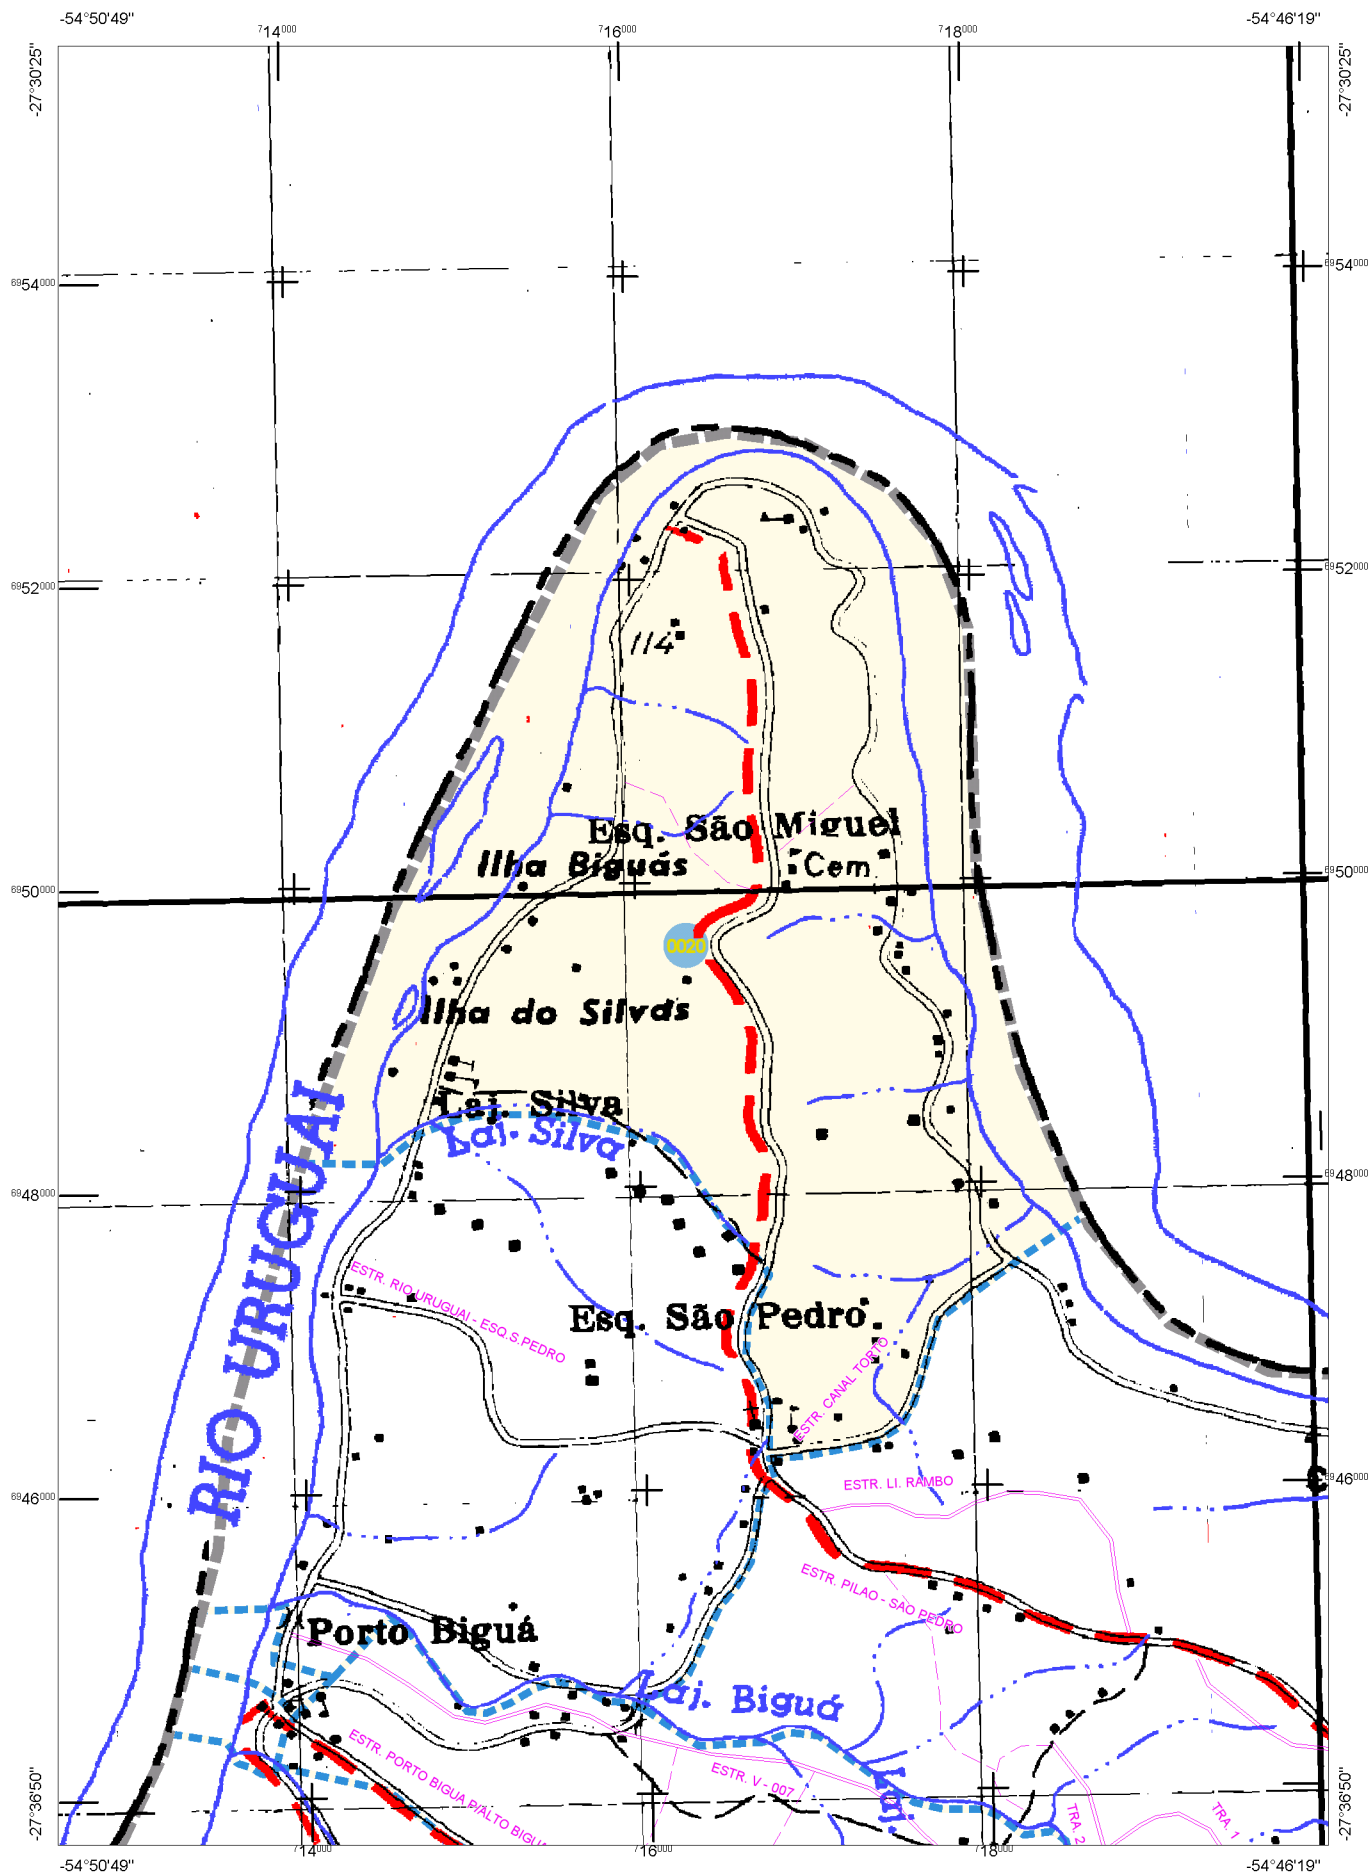 -54°50'49"
714000
716000
718000
-54°46'19"
-27°30'25"
-27°30'25"
6954000
6954000
6952000
6952000
114
Esq. São Miguel
Ilha Biguás
Cem
6950000
6950000
0020
Ilha do Silvas
Laj. Silva
Laj. Silva
RIO URUGUAI
6948000
6948000
ESTR. RIO URUGUAI - ESQ.S.PEDRO
Esq. São Pedro
ESTR. CANAL TORTO
6946000
6946000
ESTR. LI. RAMBO
ESTR. PILAO - SAO PEDRO
Porto Biguá
Laj. Biguá
ESTR. PORTO BIGUA P/ALTO BIGU
ESTR. V - 007
TRA. 2
TRA. 1
-27°36'50"
-27°36'50"
-54°50'49"
714000
716000
718000
-54°46'19"